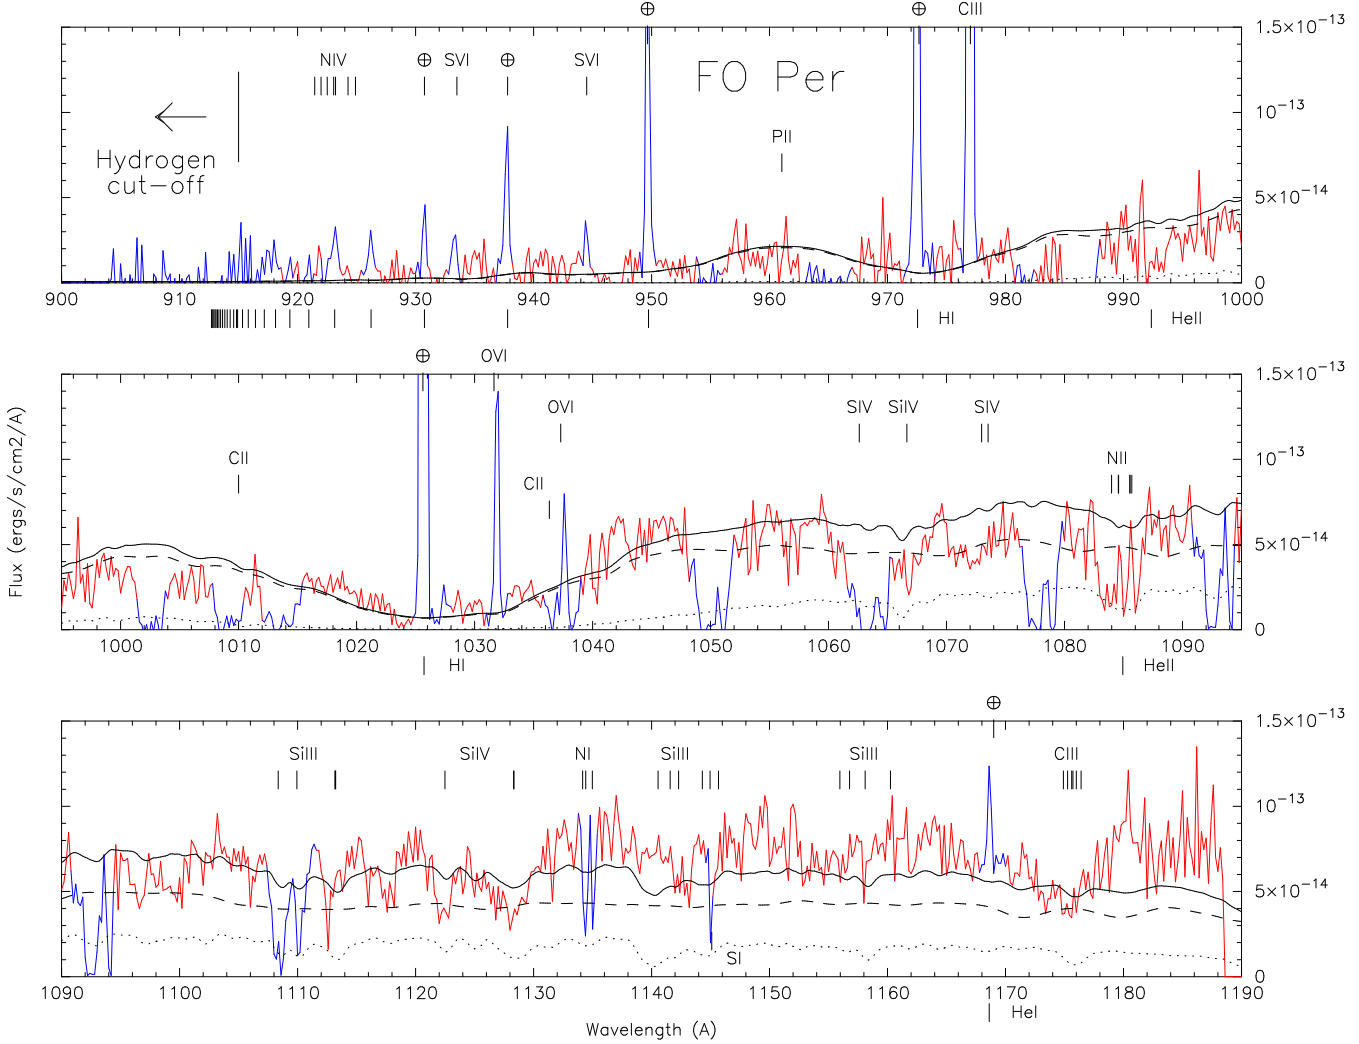 ⊕ ⊕ CIII
NIV ⊕ SVI ⊕ SVI FO Per
PII
Hydrogen
cut-off
1.5×10-13
10-13
5×10-14
0
900 910 920 930 940 950 960 970 980 990 1000
HI HeII
⊕ OVI
OVI SIV SiIV SIV
CII CII NII
1.5×10-13
10-13
5×10-14
0
1000 1010 1020 1030 1040 1050 1060 1070 1080 1090
HI HeII
Flux (ergs/s/cm2/A)
⊕
SiIII SiIV NI SiIII SiIII CIII
SI
1.5×10-13
10-13
5×10-14
0
1090 1100 1110 1120 1130 1140 1150 1160 1170 1180 1190
HeI
Wavelength (A)